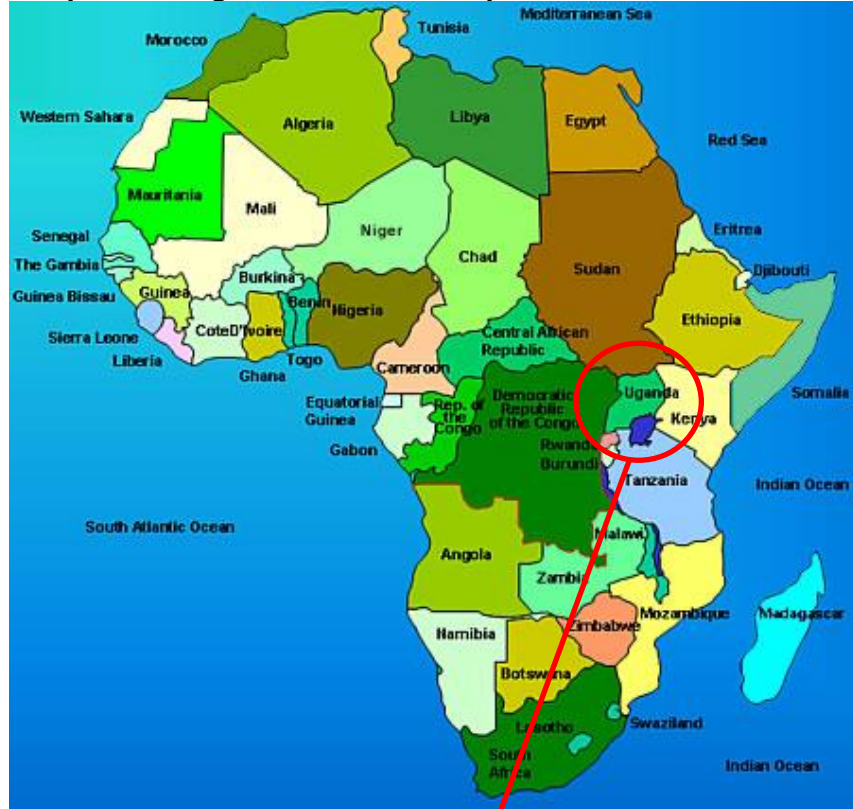 Mediterranean Sea
Tunisia
Morocco
Western Sahara
Algeria
Libya
Egypt
Red Sea
Mauritania
Mali
Niger
Chad
Sudan
Eritrea
Djibouti
Senegal
The Gambia
Guinea Bissau
Guinea
Burkina
Benin
Nigeria
Ethiopia
Sierra Leone
Liberia
CoteD'Ivoire
Ghana
Togo
Cameroon
Central African
Republic
Somalia
Equatorial
Guinea
Gabon
Rep. of
the
Congo
Democratic
Republic
of the Congo
Uganda
Kenya
Rwanda
Burundi
Tanzania
Indian Ocean
South Atlantic Ocean
Angola
Malawi
Zambia
Mozambique
Madagascar
Namibia
Zimbabwe
Botswana
Swaziland
Lesotho
South
Africa
Indian Ocean